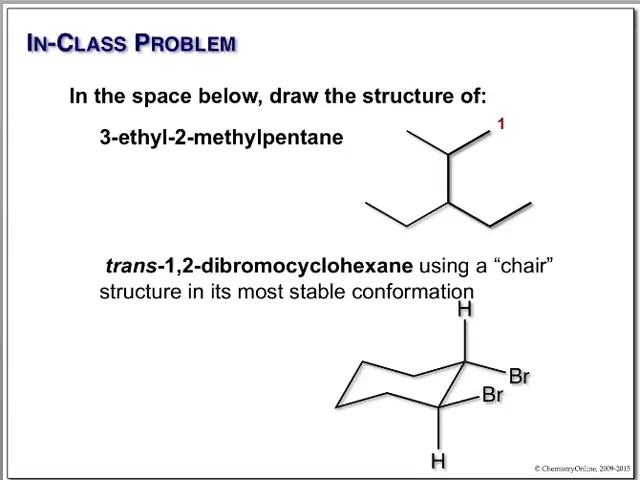 IN-CLASS PROBLEM
In the space below, draw the structure of:
3-ethyl-2-methylpentane
1
trans-1,2-dibromocyclohexane using a “chair”
structure in its most stable conformation
H
Br
Br
H
© ChemistryOnline, 2009-2015